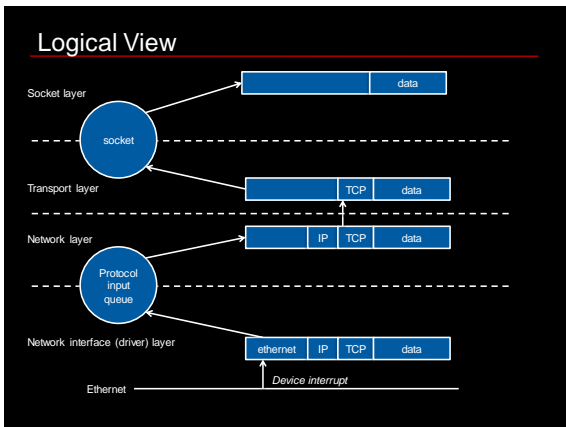 Logical View
Socket layer
data
socket
Transport layer
TCP
data
Network layer
IP
TCP
data
Protocol
input
queue
Network interface (driver) layer
ethernet
IP
TCP
data
Device interrupt
Ethernet